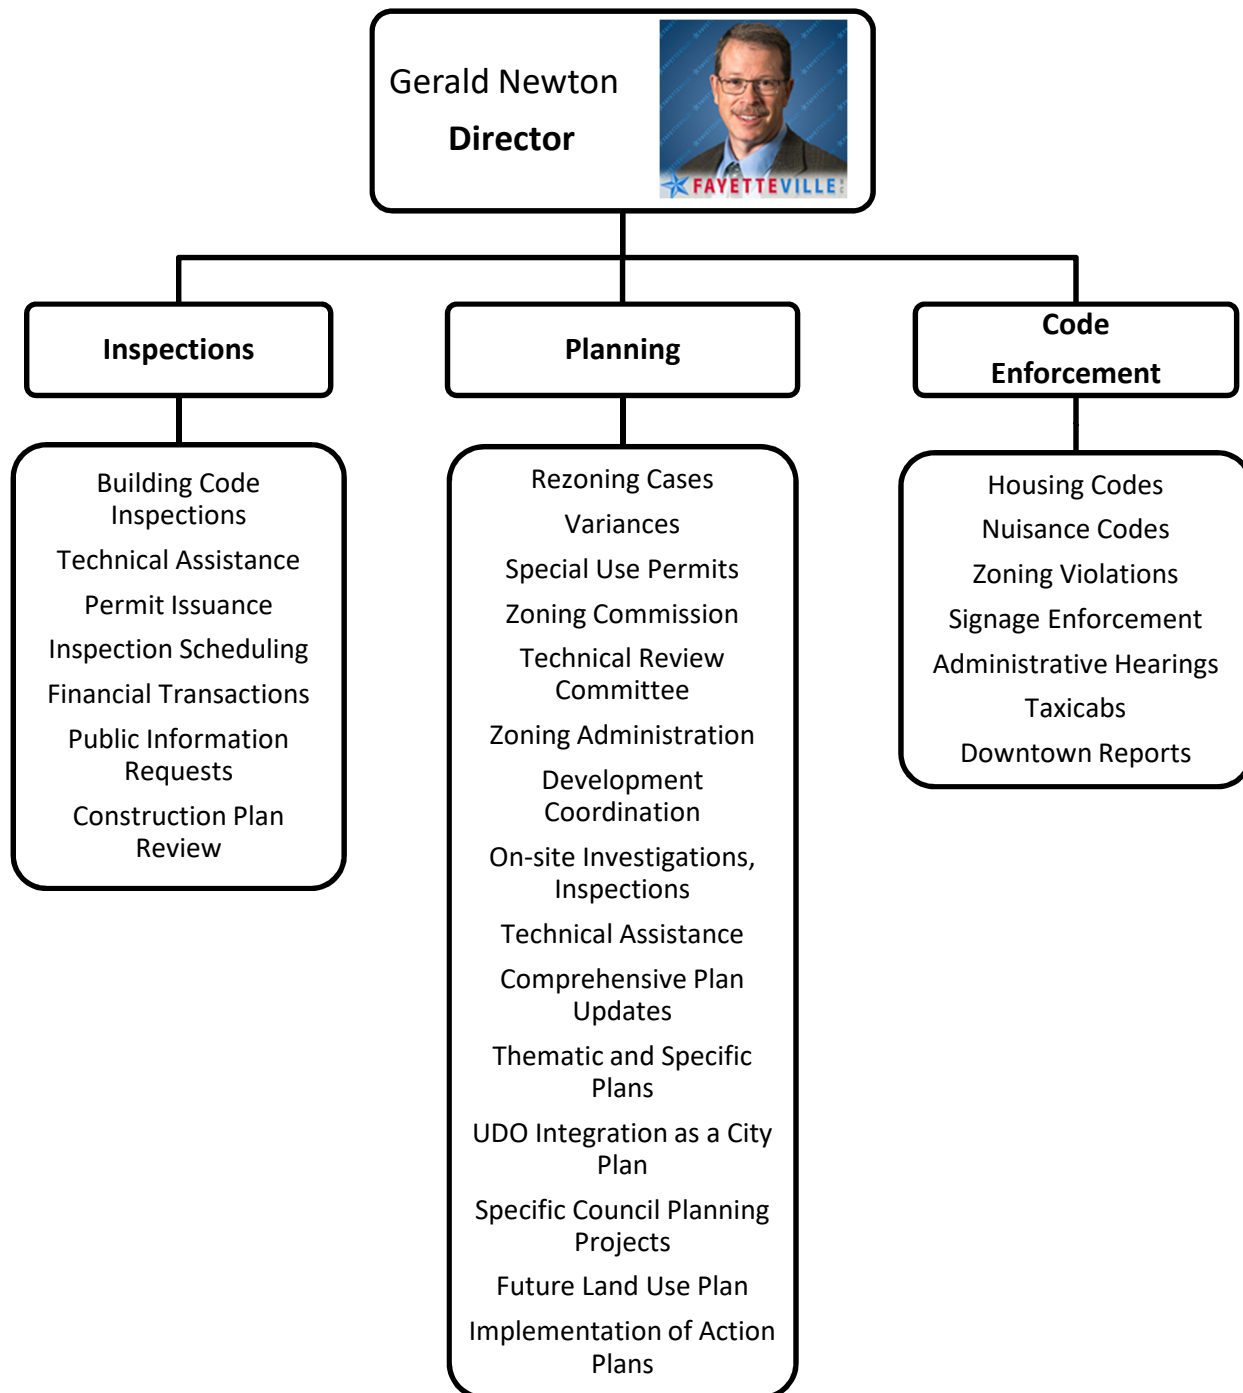 Gerald Newton
Director
FAYETTEVILLE
Inspections
Planning
Code
Enforcement
Building Code
Inspections
Technical Assistance
Permit Issuance
Inspection Scheduling
Financial Transactions
Public Information
Requests
Construction Plan
Review
Rezoning Cases
Variances
Special Use Permits
Zoning Commission
Technical Review
Committee
Zoning Administration
Development
Coordination
On-site Investigations,
Inspections
Technical Assistance
Comprehensive Plan
Updates
Thematic and Specific
Plans
UDO Integration as a City
Plan
Specific Council Planning
Projects
Future Land Use Plan
Implementation of Action
Plans
Housing Codes
Nuisance Codes
Zoning Violations
Signage Enforcement
Administrative Hearings
Taxicabs
Downtown Reports